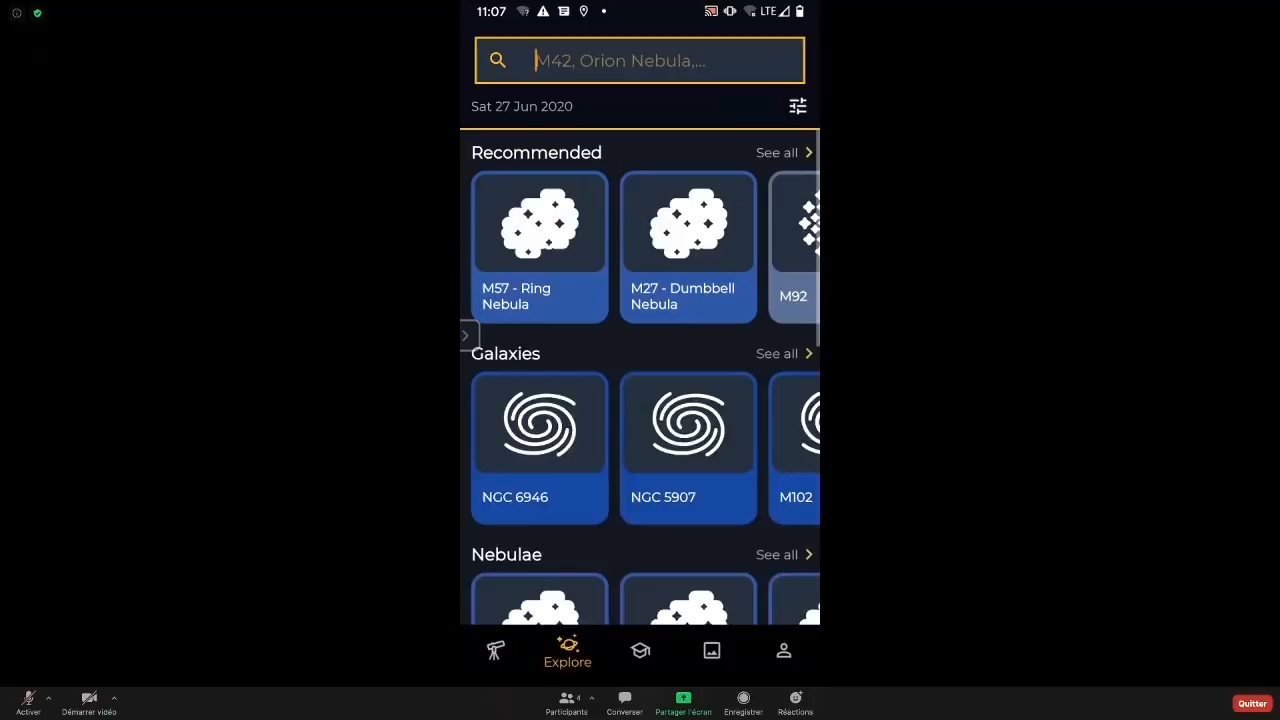 11:07
LTE
M42, Orion Nebula,...
Sat 27 Jun 2020
Recommended
See all
M57 - Ring
Nebula
M27 - Dumbbell
Nebula
M92
Galaxies
See all
NGC 6946
NGC 5907
M102
Nebulae
See all
Explore
Activer
Démarrer vidéo
4
Participants
Converser
Partager l'écran
Enregistrer
Réactions
Quitter